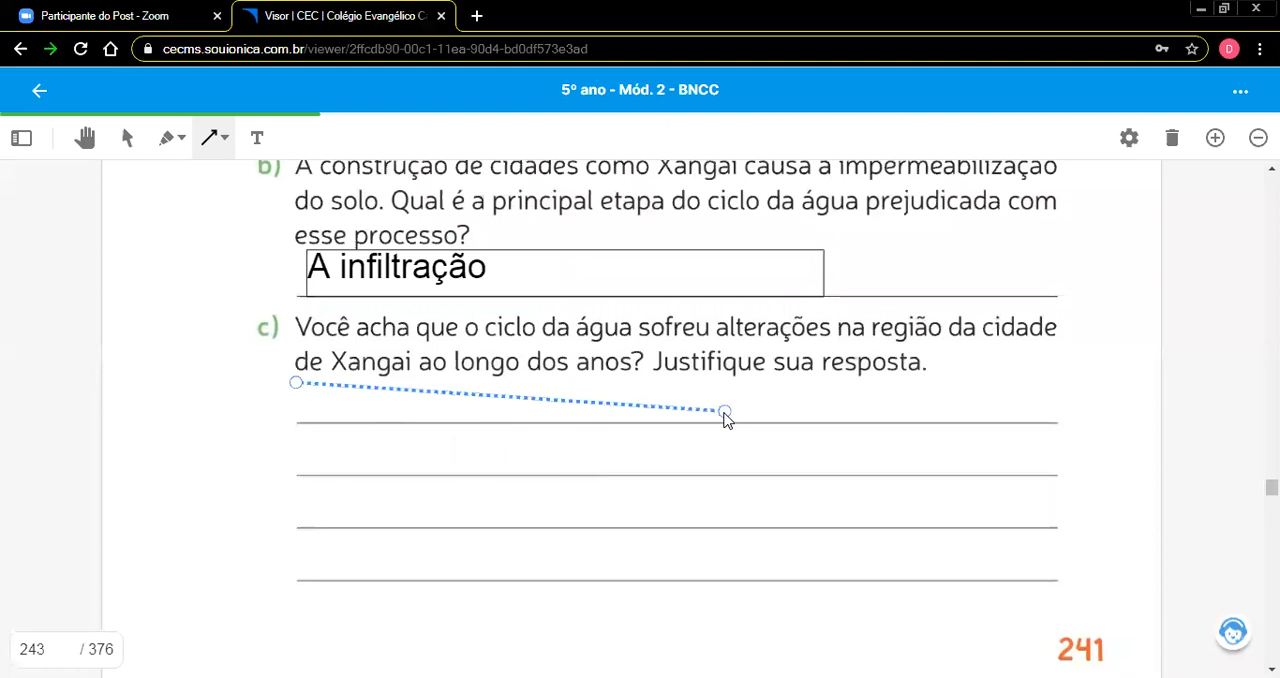 Participante do Post - Zoom
Visor | CEC | Colégio Evangélico C
cecms.souionica.com.br/viewer/2ffcdb90-00c1-11ea-90d4-bd0df573e3ad
D
5º ano - Mód. 2 - BNCC
T
b) A construção de cidades como Xangai causa a impermeabilização
do solo. Qual é a principal etapa do ciclo da água prejudicada com
esse processo?
A infiltração
c) Você acha que o ciclo da água sofreu alterações na região da cidade
de Xangai ao longo dos anos? Justifique sua resposta.
243 / 376
241